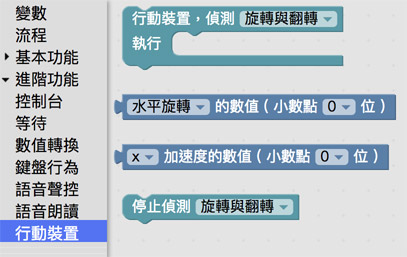 變數
流程
基本功能
進階功能
控制台
等待
數值轉換
鍵盤行為
語音聲控
語音朗讀
行動裝置
行動裝置，偵測 旋轉與翻轉
執行
水平旋轉 的數值（小數點 0 位）
x 加速度的數值（小數點 0 位）
停止偵測 旋轉與翻轉